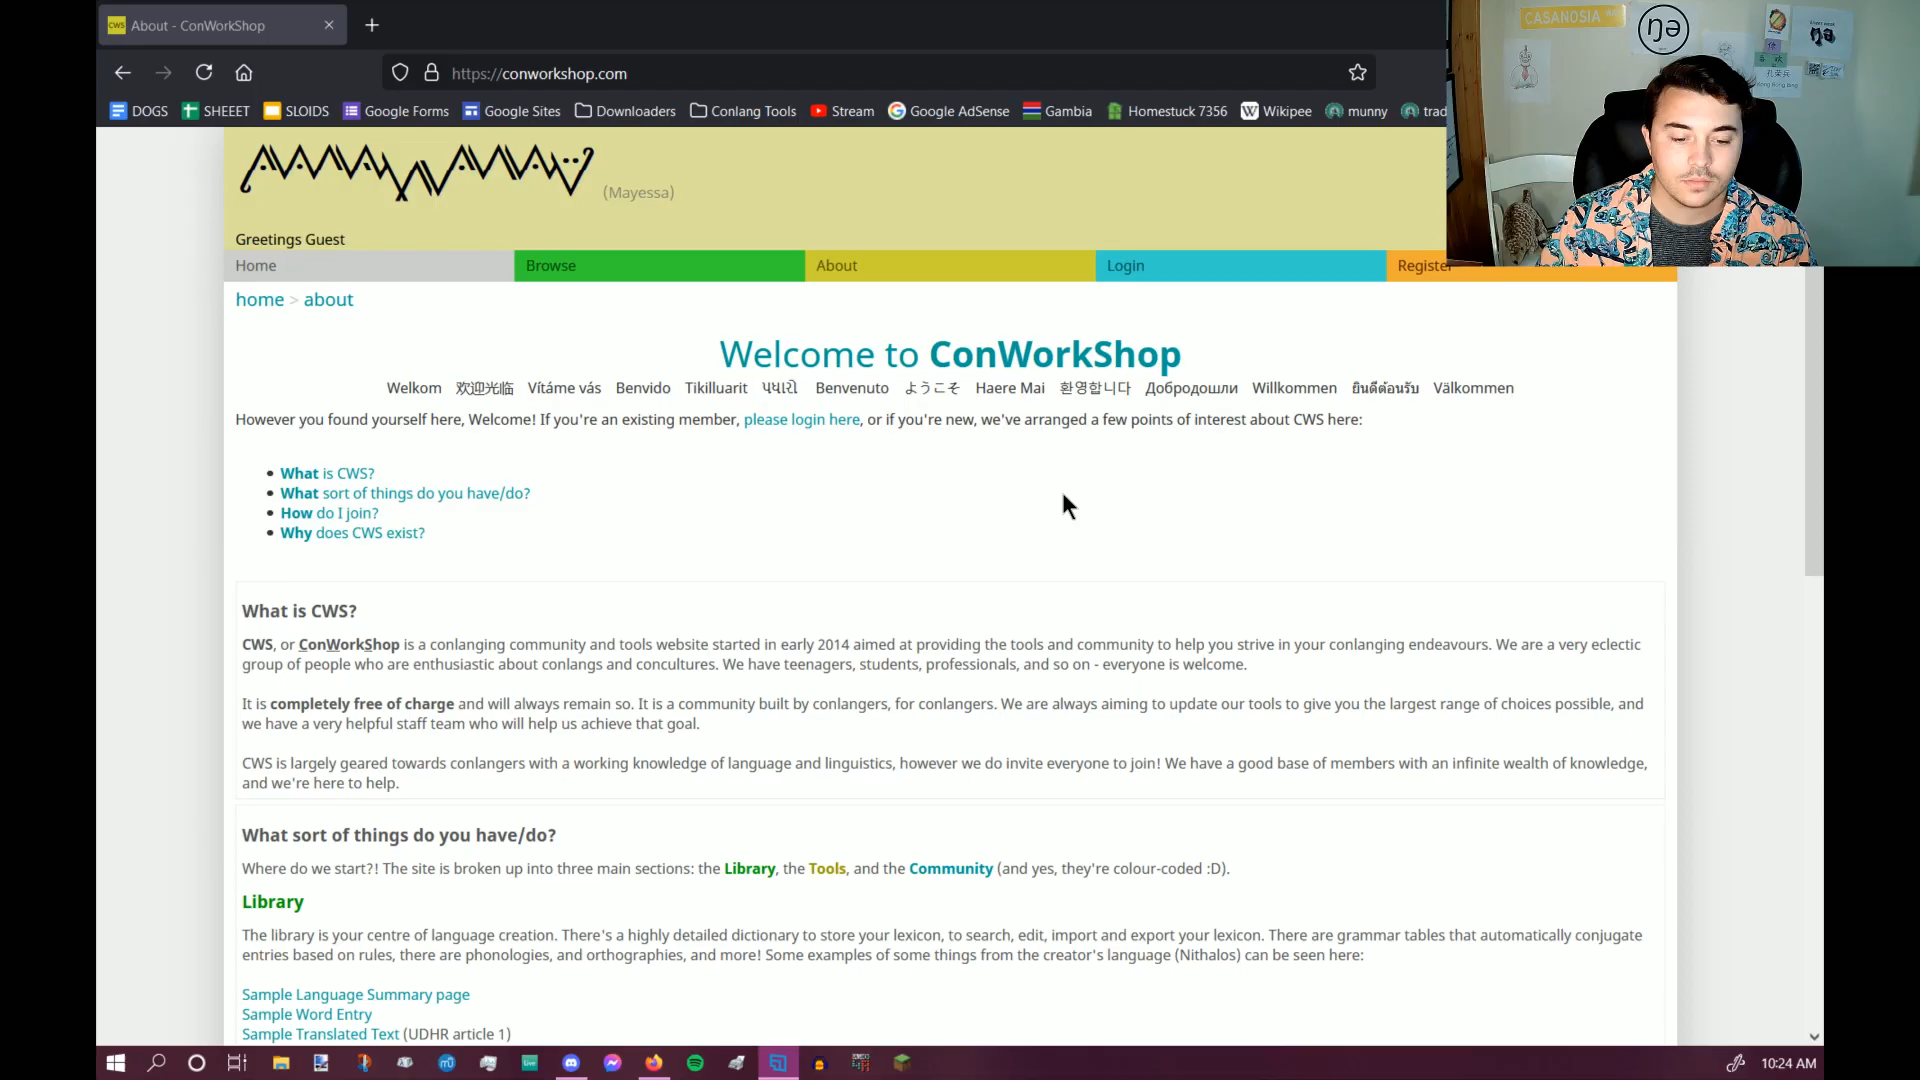 About - ConWorkShop
https://conworkshop.com
DOGS SHEEET SLOIDS Google Forms Google Sites Downloaders Conlang Tools Stream Google AdSense Gambia Homestuck 7356 Wikipee munny trad
CASANOSIA
ŋə
(Mayessa)
Greetings Guest
Home Browse About Login Register
home > about
Welcome to ConWorkShop
Welkom 欢迎光临 Vítáme vás Benvido Tikilluarit પધારો Benvenuto ようこそ Haere Mai 환영합니다 Добродошли Willkommen ยินดีต้อนรับ Välkommen
However you found yourself here, Welcome! If you're an existing member, please login here, or if you're new, we've arranged a few points of interest about CWS here:
What is CWS?
What sort of things do you have/do?
How do I join?
Why does CWS exist?
What is CWS?
CWS, or ConWorkShop is a conlanging community and tools website started in early 2014 aimed at providing the tools and community to help you strive in your conlanging endeavours. We are a very eclectic
group of people who are enthusiastic about conlangs and concultures. We have teenagers, students, professionals, and so on - everyone is welcome.
It is completely free of charge and will always remain so. It is a community built by conlangers, for conlangers. We are always aiming to update our tools to give you the largest range of choices possible, and
we have a very helpful staff team who will help us achieve that goal.
CWS is largely geared towards conlangers with a working knowledge of language and linguistics, however we do invite everyone to join! We have a good base of members with an infinite wealth of knowledge,
and we're here to help.
What sort of things do you have/do?
Where do we start?! The site is broken up into three main sections: the Library, the Tools, and the Community (and yes, they're colour-coded :D).
Library
The library is your centre of language creation. There's a highly detailed dictionary to store your lexicon, to search, edit, import and export your lexicon. There are grammar tables that automatically conjugate
entries based on rules, there are phonologies, and orthographies, and more! Some examples of some things from the creator's language (Nithalos) can be seen here:
Sample Language Summary page
Sample Word Entry
Sample Translated Text (UDHR article 1)
10:24 AM